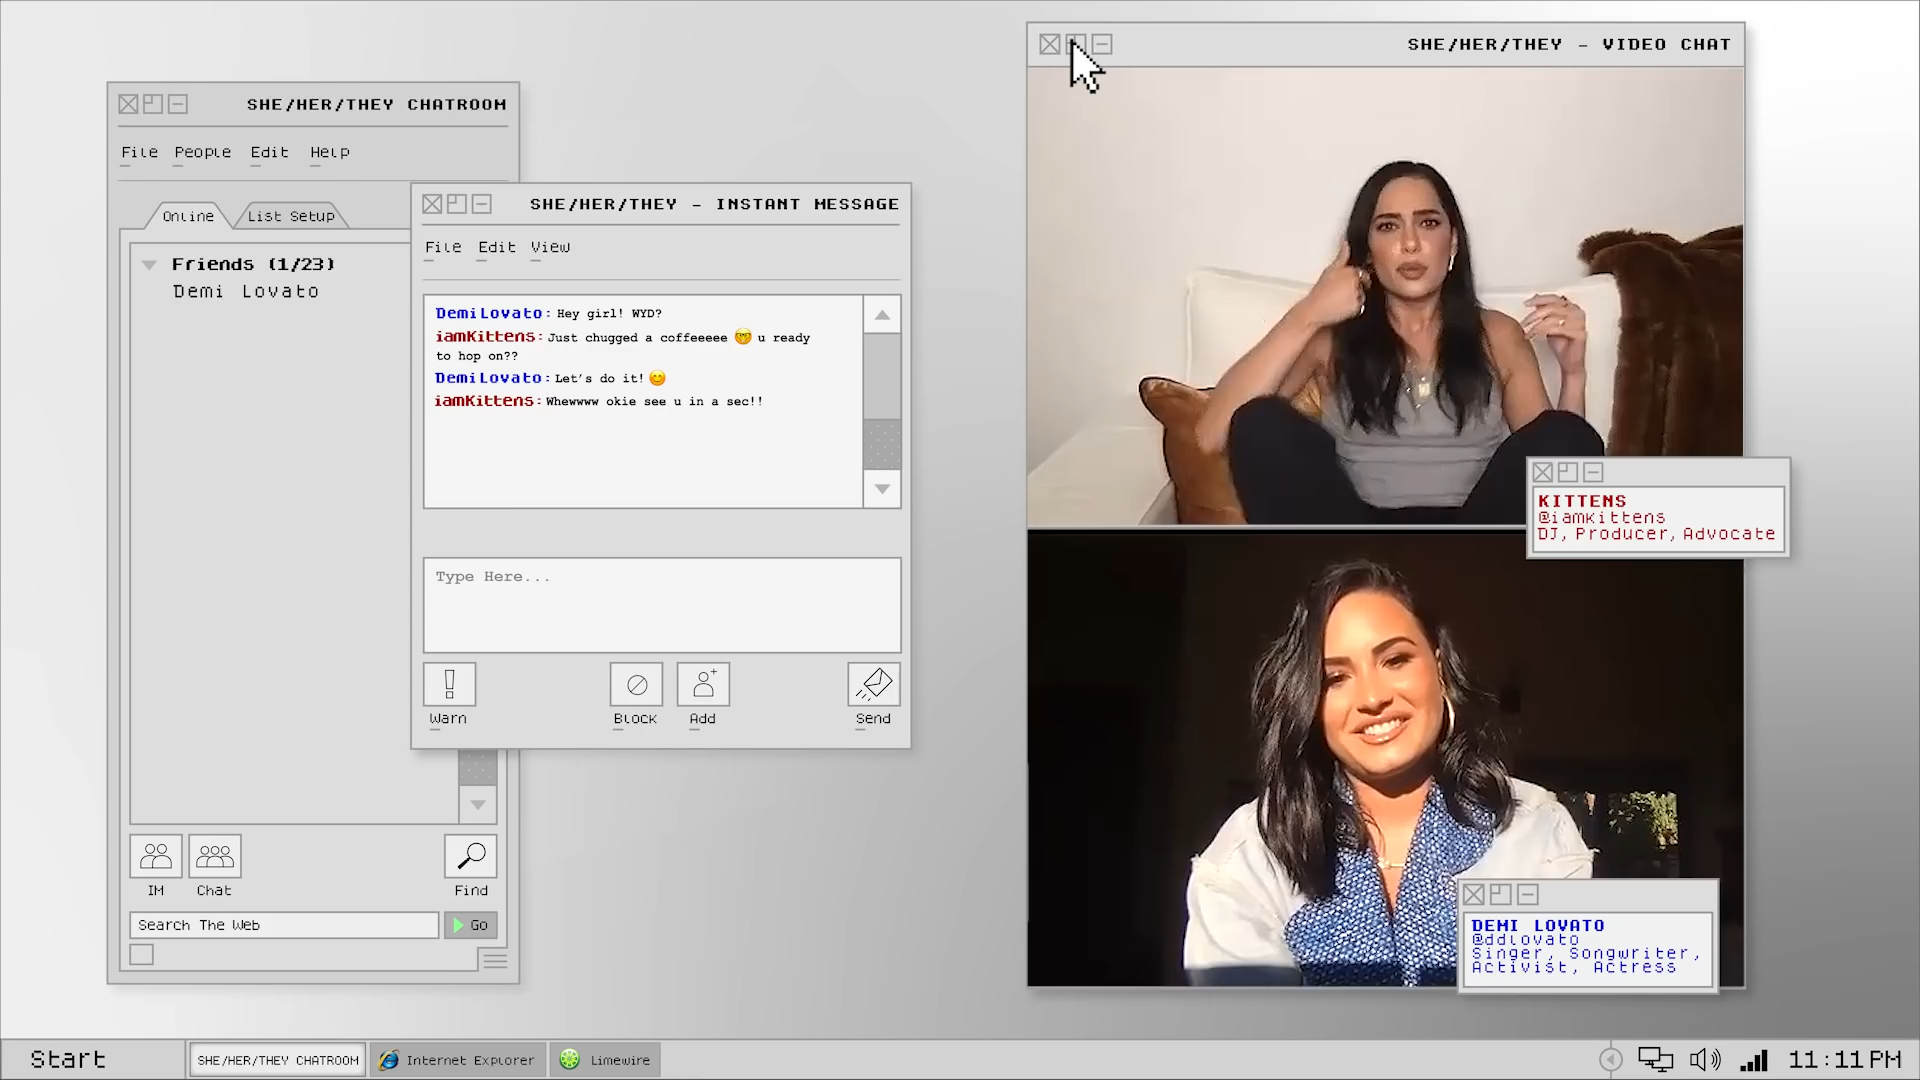 SHE/HER/THEY - VIDEO CHAT
SHE/HER/THEY CHATROOM
File People Edit Help
Online List Setup
Friends (1/23)
Demi Lovato
SHE/HER/THEY - INSTANT MESSAGE
File Edit View
DemiLovato: Hey girl! WYD?
iamKittens: Just chugged a coffeeeee 🤓 u ready
to hop on??
DemiLovato: Let's do it! 😊
iamKittens: Whewwww okie see u in a sec!!
Type Here...
Warn Block Add Send
KITTENS
@iamkittens
DJ, Producer, Advocate
IM Chat Find
Search The Web Go
DEMI LOVATO
@ddlovato
Singer, Songwriter,
Activist, Actress
Start SHE/HER/THEY CHATROOM Internet Explorer Limewire 11:11 PM